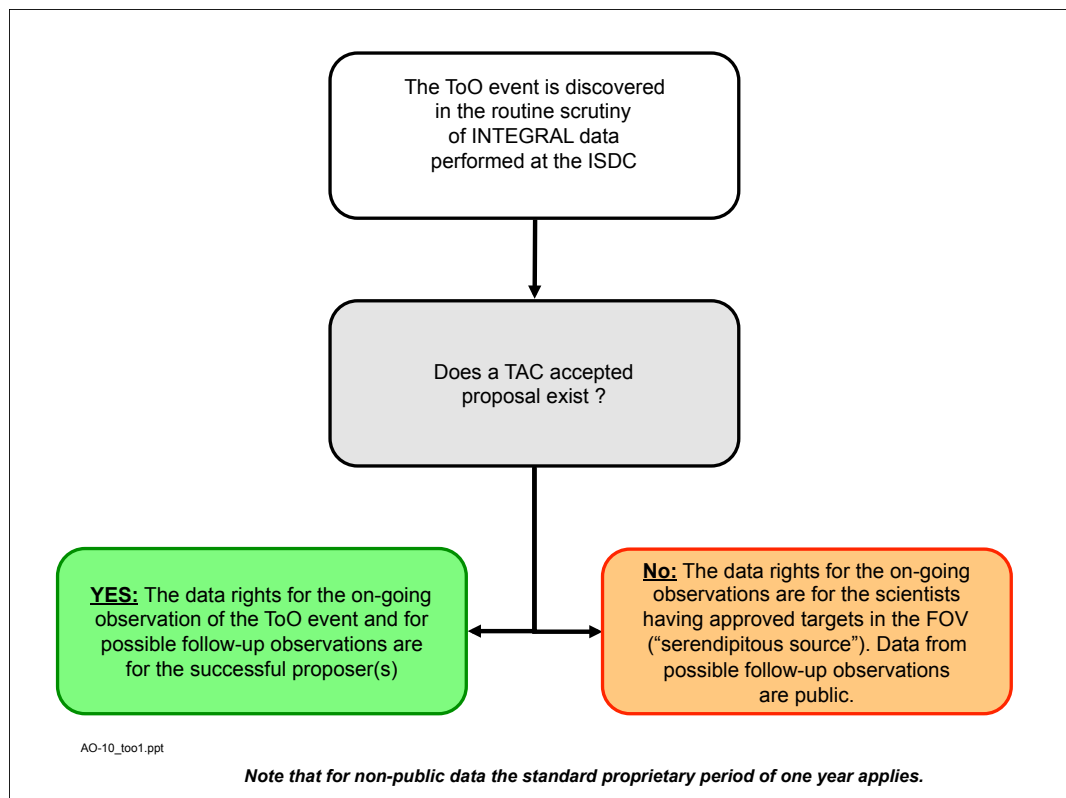 The ToO event is discovered
in the routine scrutiny
of INTEGRAL data
performed at the ISDC
Does a TAC accepted
proposal exist ?
YES: The data rights for the on-going
observation of the ToO event and for
possible follow-up observations are
for the successful proposer(s)
No: The data rights for the on-going
observations are for the scientists
having approved targets in the FOV
(“serendipitous source”). Data from
possible follow-up observations
are public.
AO-10_too1.ppt
Note that for non-public data the standard proprietary period of one year applies.